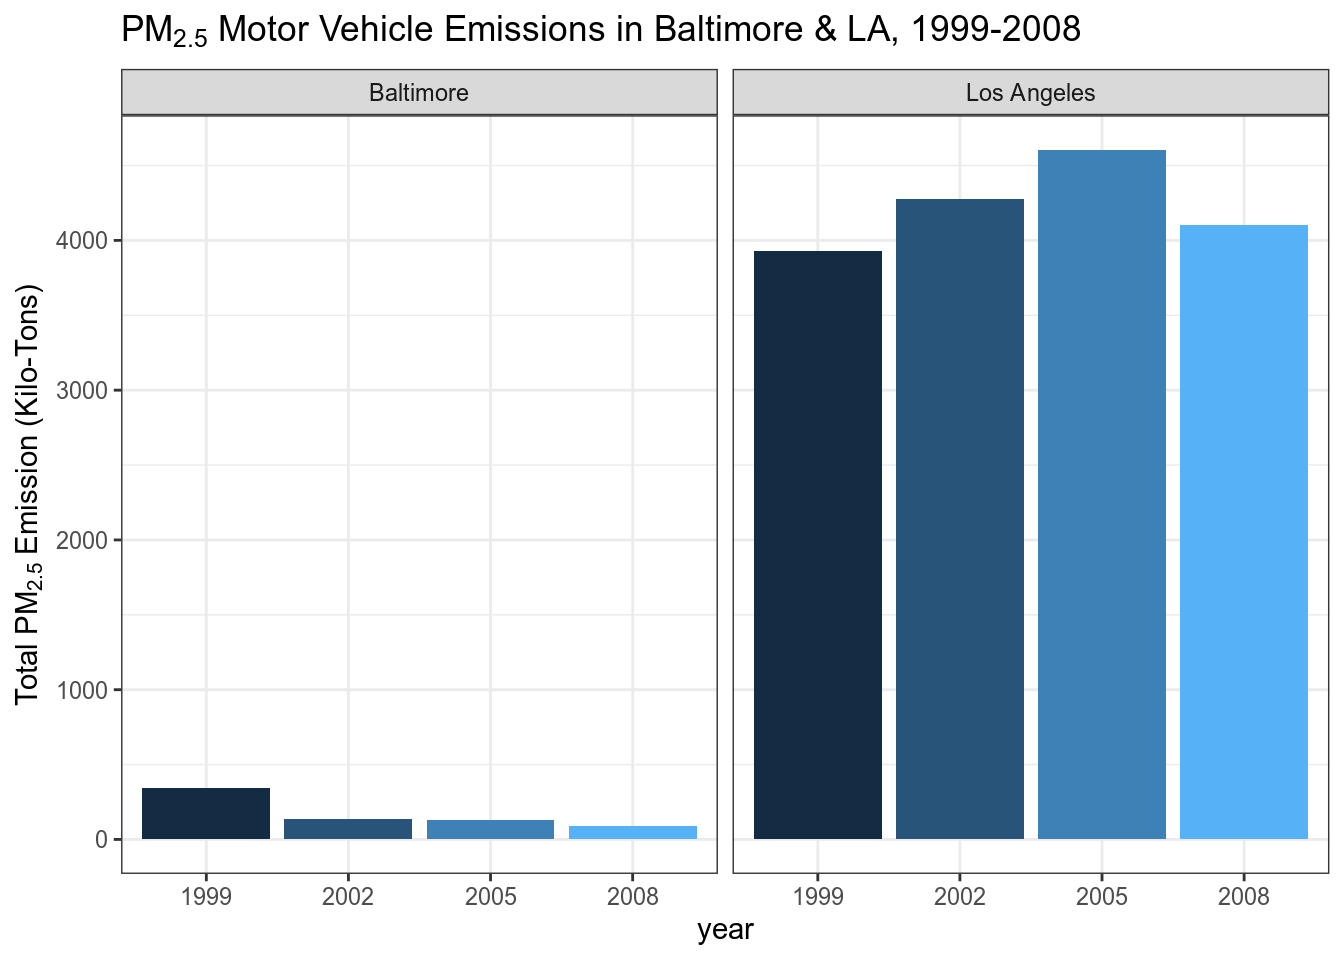 PM2.5 Motor Vehicle Emissions in Baltimore & LA, 1999-2008
Baltimore
Los Angeles
Total PM2.5 Emission (Kilo-Tons)
4000
3000
2000
1000
0
1999 2002 2005 2008
1999 2002 2005 2008
year